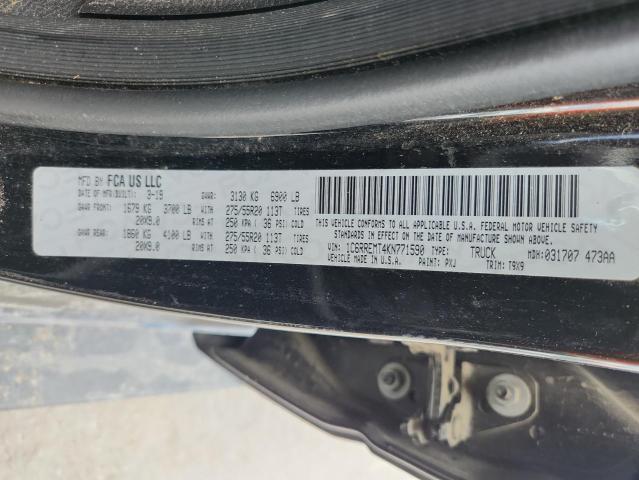 MFD BY FCA US LLC
DATE OF MFR(BUILT): 3-19 GVWR: 3130 KG 6900 LB
GAWR FRONT: 1679 KG 3700 LB WITH 275/55R20 113T TIRES
20X9.0 RIMS AT 250 KPA ( 36 PSI) COLD
GAWR REAR: 1860 KG 4100 LB WITH 275/55R20 113T TIRES
20X9.0 RIMS AT 250 KPA ( 36 PSI) COLD
THIS VEHICLE CONFORMS TO ALL APPLICABLE U.S.A. FEDERAL MOTOR VEHICLE SAFETY
STANDARDS IN EFFECT ON THE DATE OF MANUFACTURE SHOWN ABOVE.
VIN: 1C6RREMT4KN771590 TYPE: TRUCK MDH: 031707 473AA
VEHICLE MADE IN U.S.A. PAINT: PXJ TRIM: T9X9